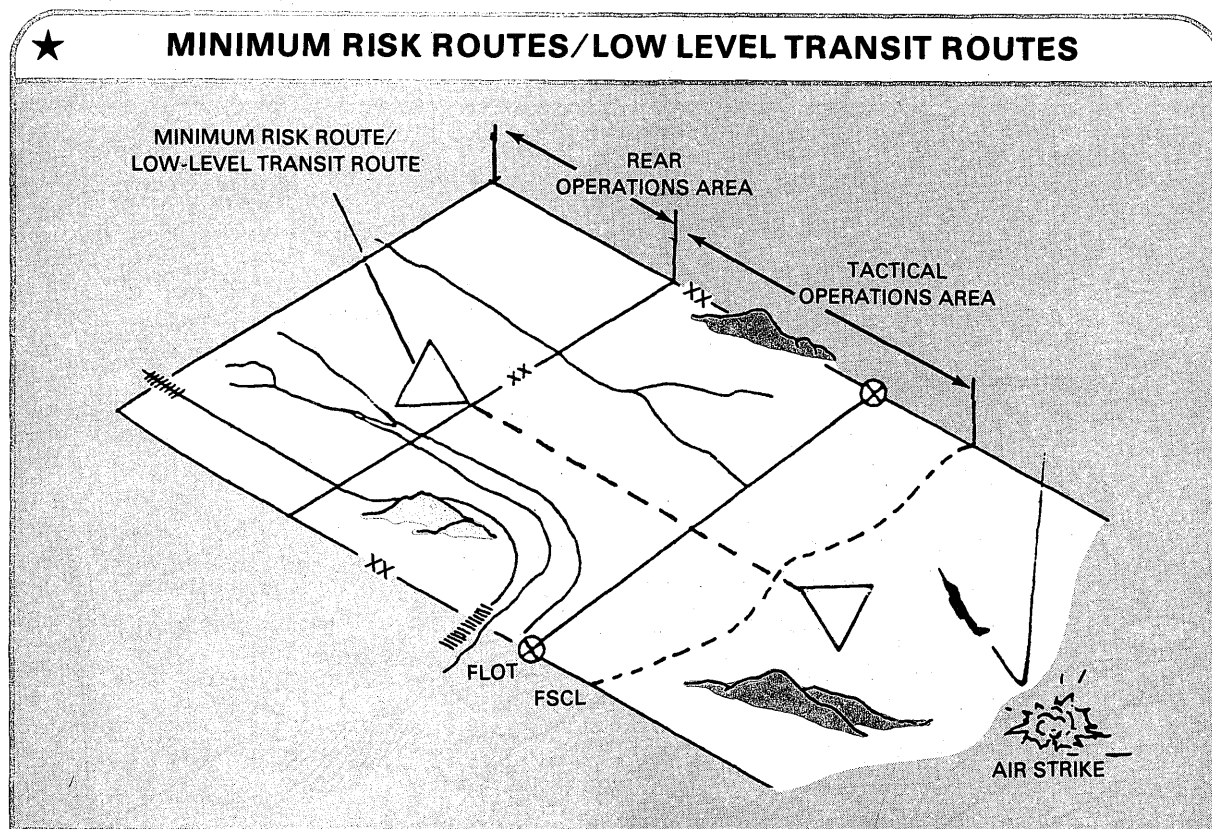 ★ MINIMUM RISK ROUTES/LOW LEVEL TRANSIT ROUTES
MINIMUM RISK ROUTE/
LOW-LEVEL TRANSIT ROUTE
REAR
OPERATIONS AREA
TACTICAL
OPERATIONS AREA
XX
XX
XX
FLOT
FSCL
AIR STRIKE